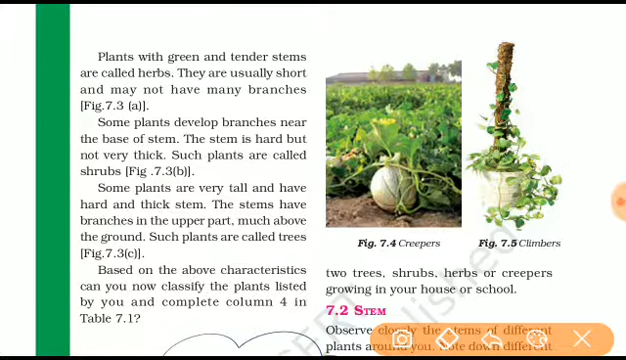 Plants with green and tender stems
are called herbs. They are usually short
and may not have many branches
[Fig.7.3 (a)].
Some plants develop branches near
the base of stem. The stem is hard but
not very thick. Such plants are called
shrubs [Fig .7.3(b)].
Some plants are very tall and have
hard and thick stem. The stems have
branches in the upper part, much above
the ground. Such plants are called trees
[Fig.7.3(c)].
Based on the above characteristics
can you now classify the plants listed
by you and complete column 4 in
Table 7.1?
Fig. 7.4 Creepers
Fig. 7.5 Climbers
two trees, shrubs, herbs or creepers
growing in your house or school.
7.2 STEM
Observe closely the stems of different
plants around you. Note down different